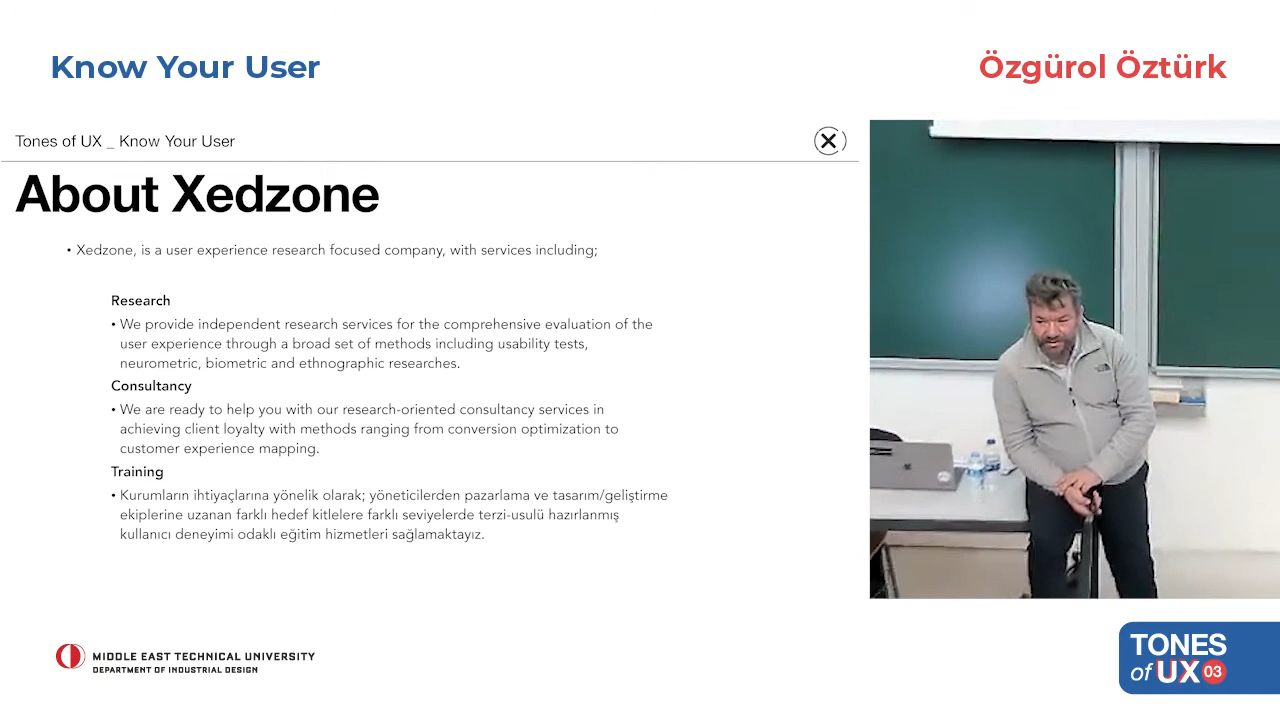 Know Your User
Özgürol Öztürk
Tones of UX _ Know Your User
About Xedzone
• Xedzone, is a user experience research focused company, with services including;
Research
• We provide independent research services for the comprehensive evaluation of the
user experience through a broad set of methods including usability tests,
neurometric, biometric and ethnographic researches.
Consultancy
• We are ready to help you with our research-oriented consultancy services in
achieving client loyalty with methods ranging from conversion optimization to
customer experience mapping.
Training
• Kurumların ihtiyaçlarına yönelik olarak; yöneticilerden pazarlama ve tasarım/geliştirme
ekiplerine uzanan farklı hedef kitlelere farklı seviyelerde terzi-usulü hazırlanmış
kullanıcı deneyimi odaklı eğitim hizmetleri sağlamaktayız.
MIDDLE EAST TECHNICAL UNIVERSITY
DEPARTMENT OF INDUSTRIAL DESIGN
TONES
of UX 03